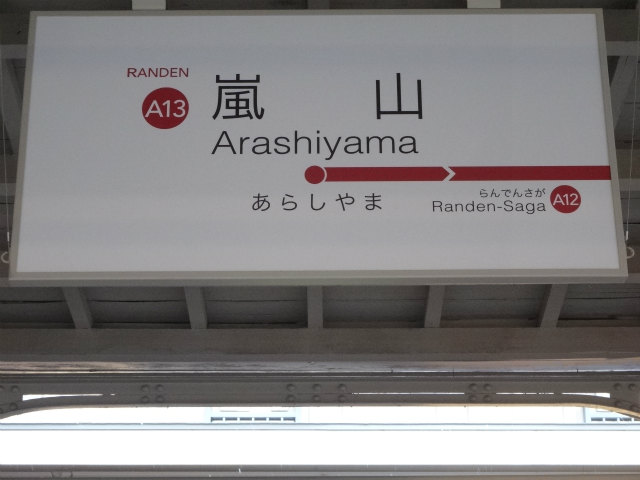 RANDEN
A13
嵐山
Arashiyama
あらしやま
らんでんさが
Randen-Saga
A12